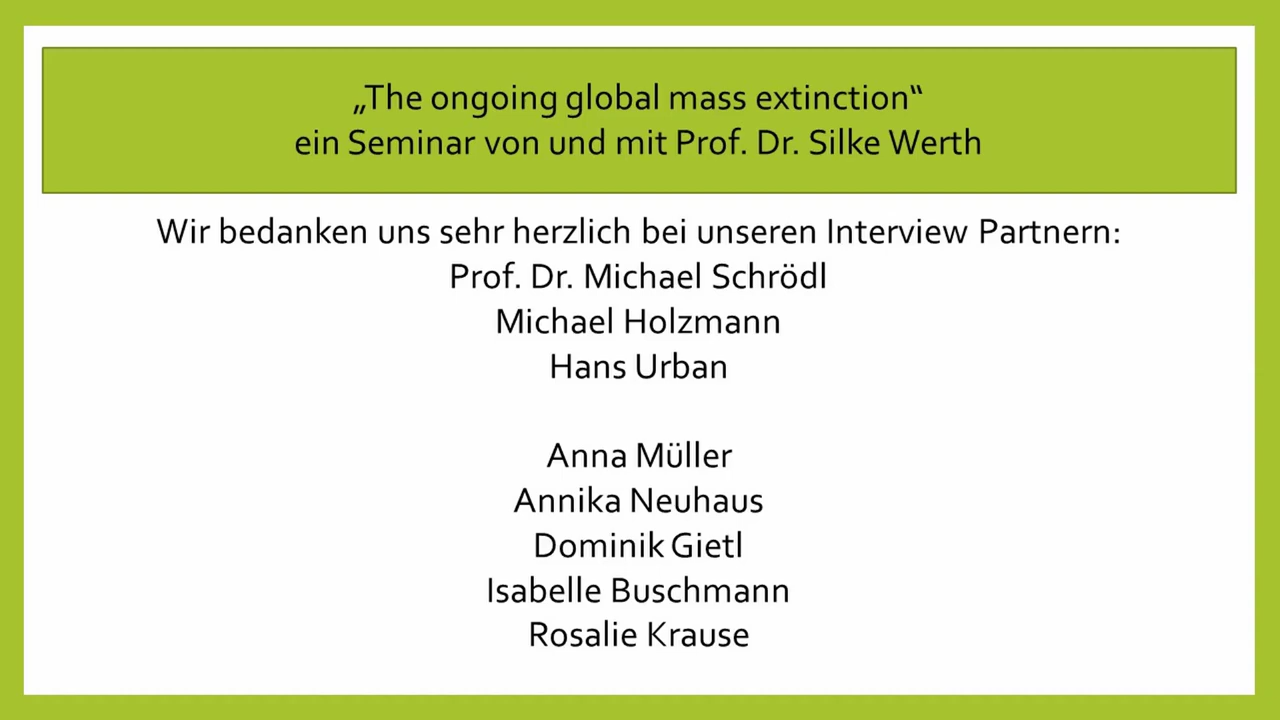 „The ongoing global mass extinction“
ein Seminar von und mit Prof. Dr. Silke Werth
Wir bedanken uns sehr herzlich bei unseren Interview Partnern:
Prof. Dr. Michael Schrödl
Michael Holzmann
Hans Urban
Anna Müller
Annika Neuhaus
Dominik Gietl
Isabelle Buschmann
Rosalie Krause